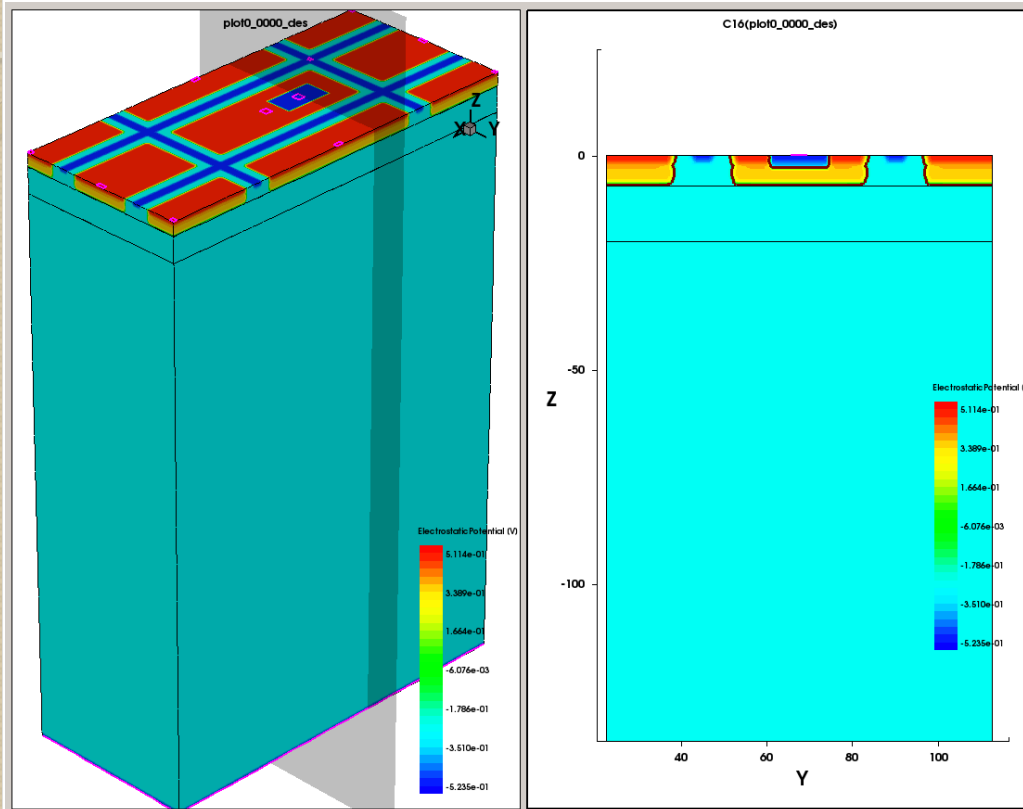 plot0_0000_des
Z
X
Y
ElectrostaticPotential (V)
5.114e-01
3.389e-01
1.664e-01
-6.076e-03
-1.786e-01
-3.510e-01
-5.235e-01
C16(plot0_0000_des)
0
-50
-100
Z
40
60
80
100
Y
ElectrostaticPotential (
5.114e-01
3.389e-01
1.664e-01
-6.076e-03
-1.786e-01
-3.510e-01
-5.235e-01